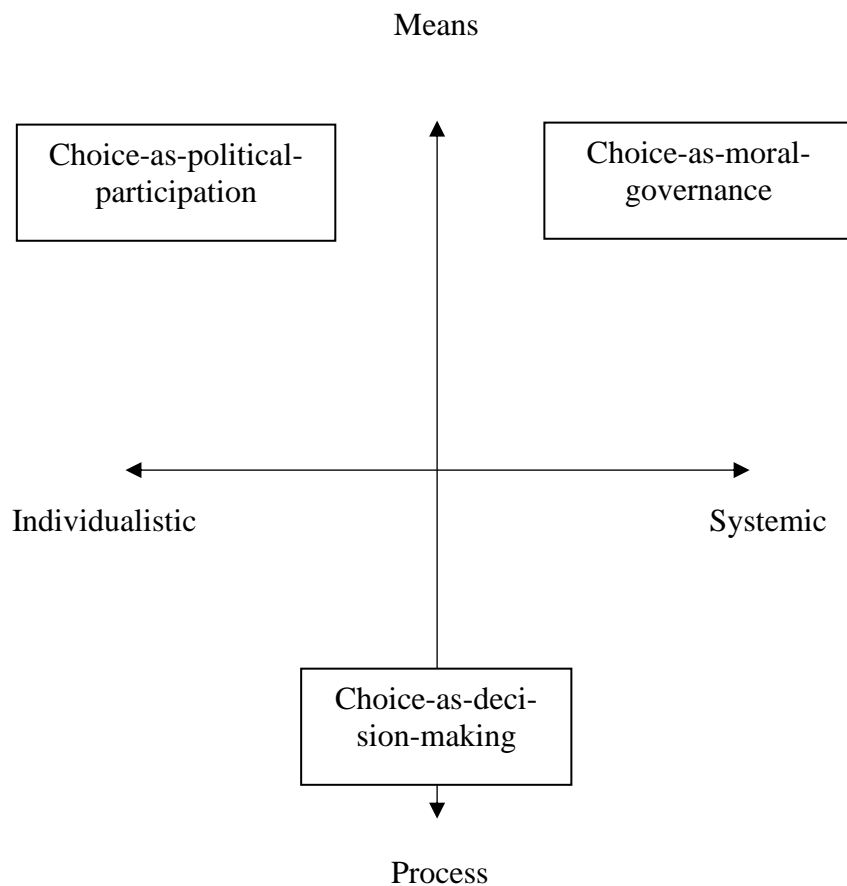 Means
Choice-as-political-
participation
Choice-as-moral-
governance
Individualistic
Systemic
Choice-as-deci-
sion-making
Process